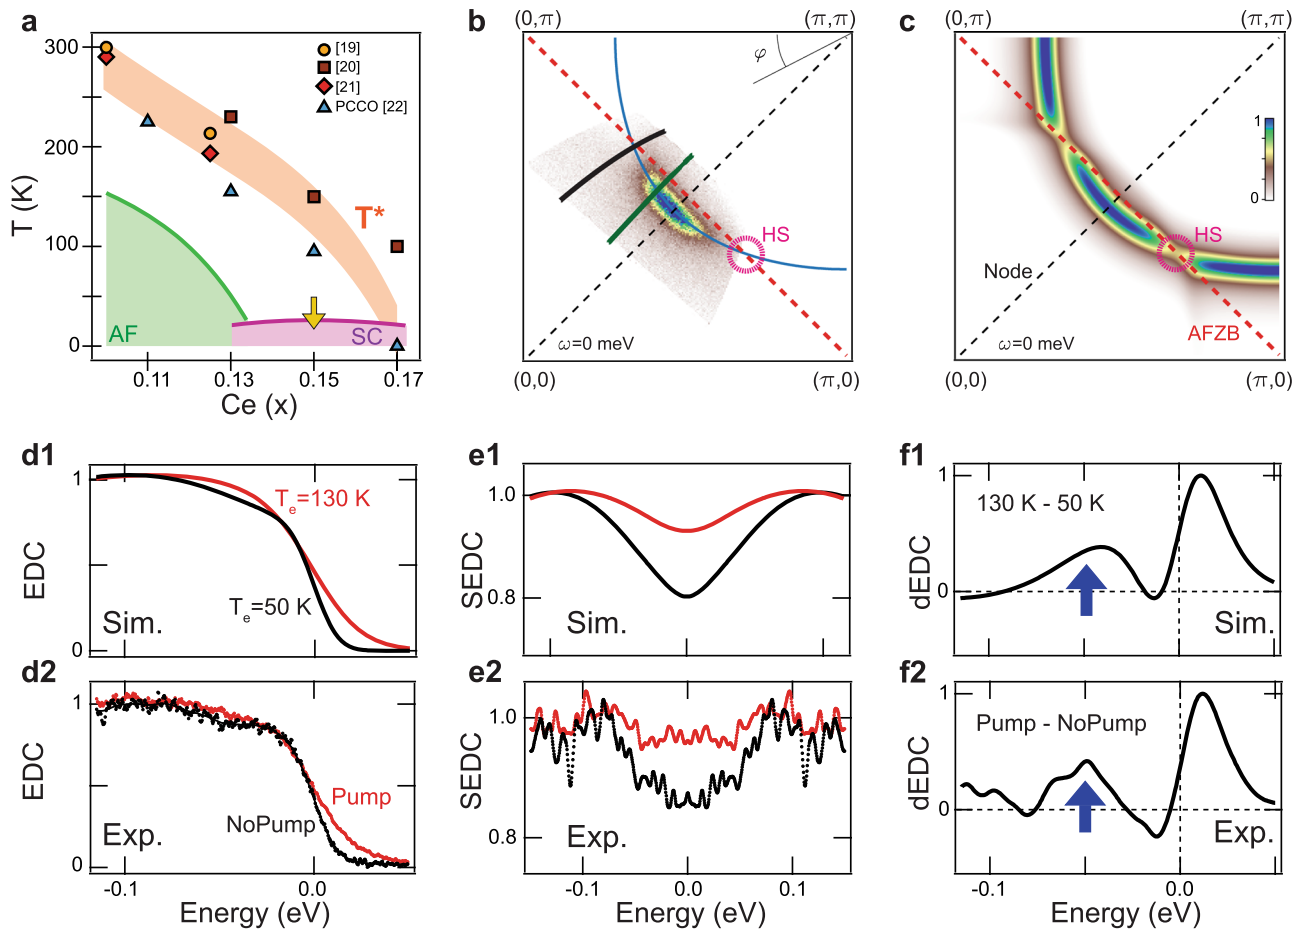 a
T (K)
300
200
100
0
[19]
[20]
[21]
PCCO [22]
T*
AF
SC
0.11
0.13
0.15
0.17
Ce (x)
b
(0,π)
(π,π)
φ
HS
ω=0 meV
(0,0)
(π,0)
c
(0,π)
(π,π)
1
0
HS
Node
AFZB
ω=0 meV
(0,0)
(π,0)
d1
EDC
1
0
Te=130 K
Te=50 K
Sim.
e1
SEDC
1.0
0.8
Sim.
f1
dEDC
1
0
130 K - 50 K
Sim.
d2
EDC
1
0
Pump
NoPump
Exp.
-0.1
0.0
Energy (eV)
e2
SEDC
1.0
0.8
Exp.
-0.1
0.0
0.1
Energy (eV)
f2
dEDC
1
0
Pump - NoPump
Exp.
-0.1
0.0
Energy (eV)